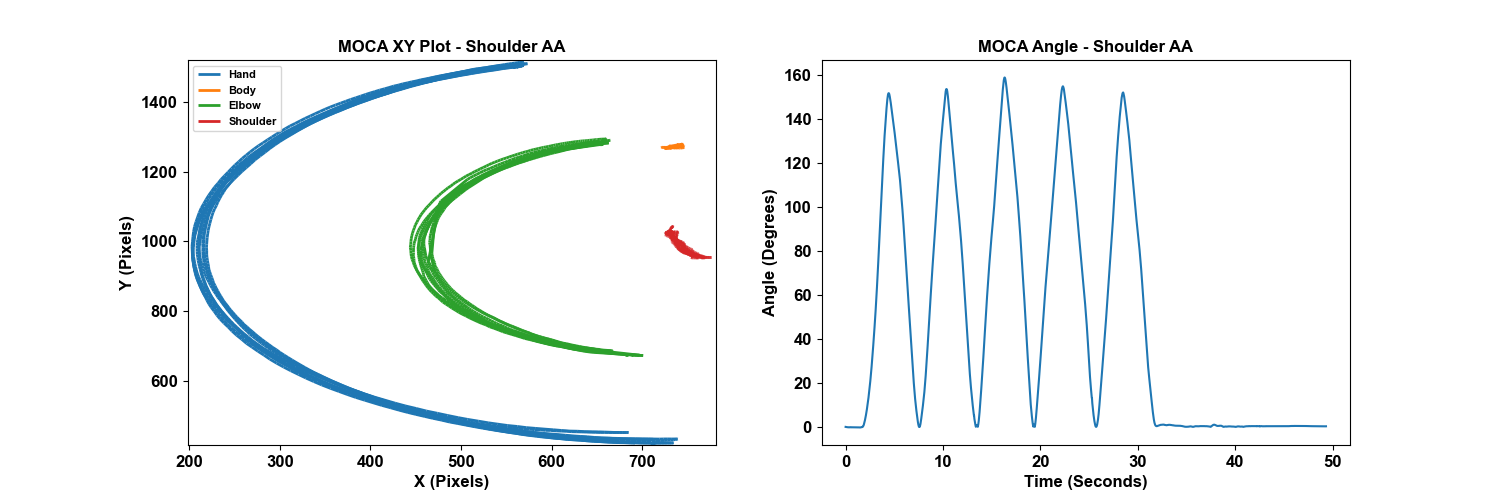 MOCA XY Plot - Shoulder AA
Hand
Body
Elbow
Shoulder
1400
1200
1000
800
600
Y (Pixels)
200 300 400 500 600 700
X (Pixels)
MOCA Angle - Shoulder AA
160
140
120
100
80
60
40
20
0
Angle (Degrees)
0 10 20 30 40 50
Time (Seconds)